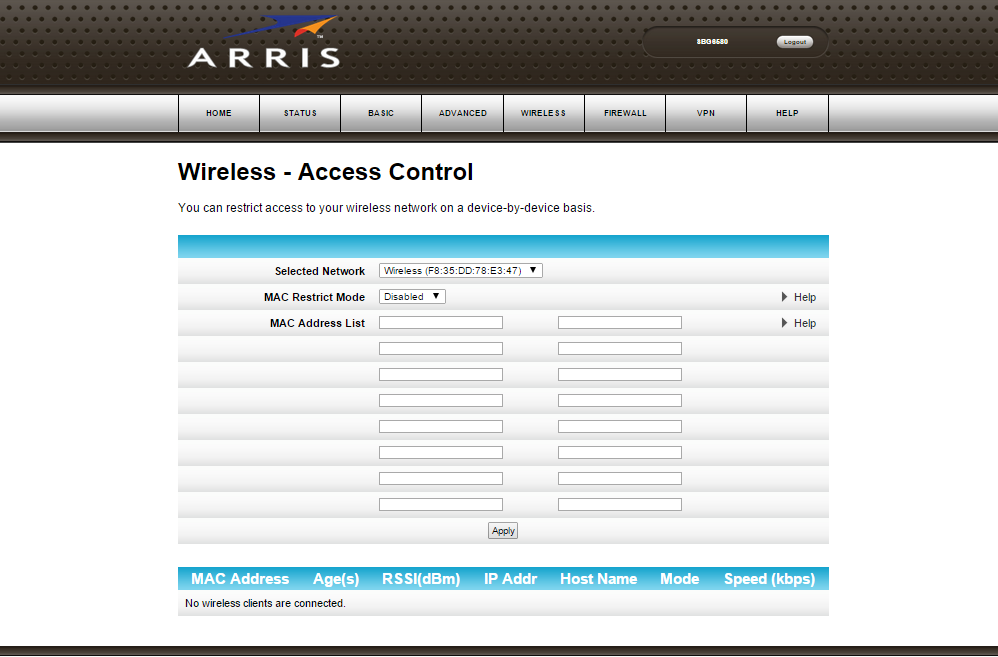 ARRIS
™
SBG6580 Logout
HOME STATUS BASIC ADVANCED WIRELESS FIREWALL VPN HELP
Wireless - Access Control
You can restrict access to your wireless network on a device-by-device basis.
Selected Network Wireless (F8:35:DD:78:E3:47) ▼
MAC Restrict Mode Disabled ▼ Help
MAC Address List Help
Apply
MAC Address Age(s) RSSI(dBm) IP Addr Host Name Mode Speed (kbps)
No wireless clients are connected.